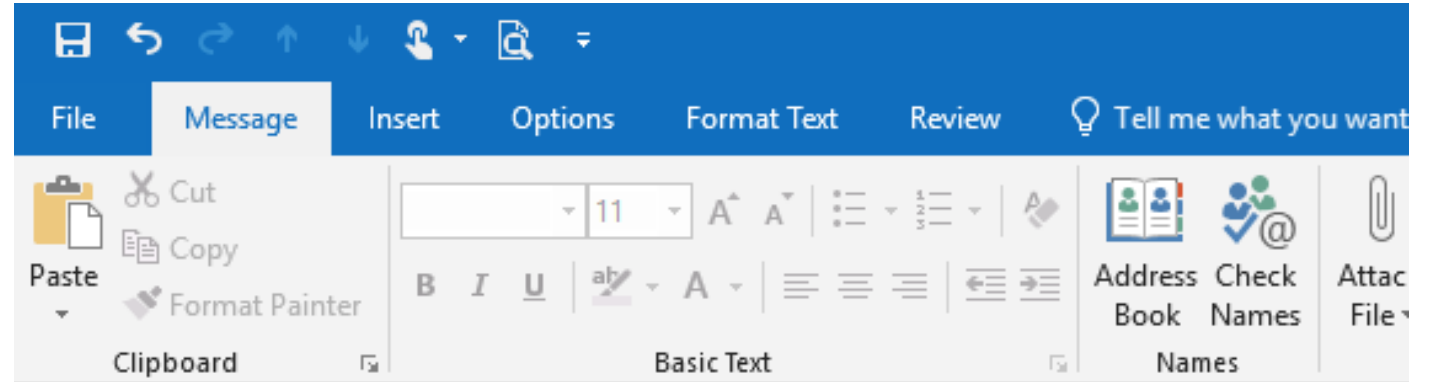 File Message Insert Options Format Text Review Tell me what you want
Cut
Copy
Format Painter
Paste
Clipboard
11
A A
B I U ab A
Basic Text
Address Book
Check Names
Names
Attac
File